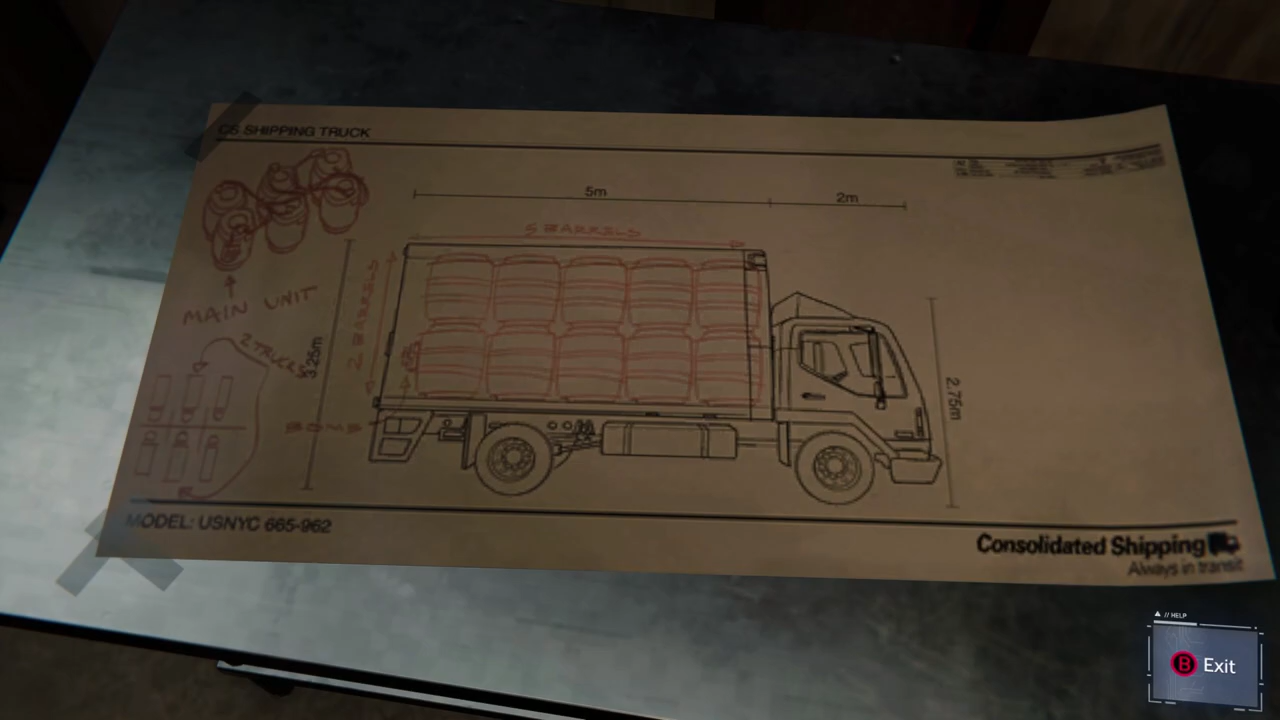 CS SHIPPING TRUCK
5m
2m
5 BARRELS
2 BARRELS
MAIN UNIT
2 TRUCKS
3.25m
2.75m
BOMB
MODEL: USNYC 665-962
Consolidated Shipping
Always in transit
// HELP
B Exit